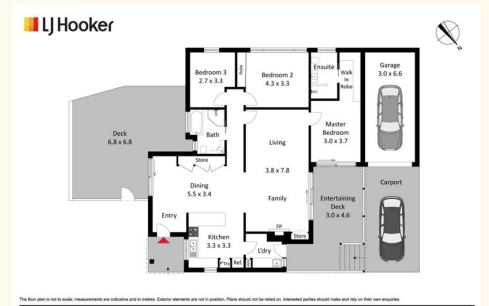 LJ Hooker
N
Bedroom 3
2.7 x 3.3
Robe
Bedroom 2
4.3 x 3.3
Ensuite
Walk
In
Robe
Garage
3.0 x 6.6
Deck
6.8 x 6.8
Bath
Living
Master
Bedroom
3.0 x 3.7
Store
3.8 x 7.8
Dining
5.5 x 3.4
Family
Entertaining
Deck
3.0 x 4.6
Carport
Entry
FP
Store
Kitchen
3.3 x 3.3
L'dry
P'try
Ref.
The floor plan is not to scale, measurements are indicative and in metres. Exterior elements are not in position. Plans should not be relied on. Interested parties should make and rely on their own enquiries.